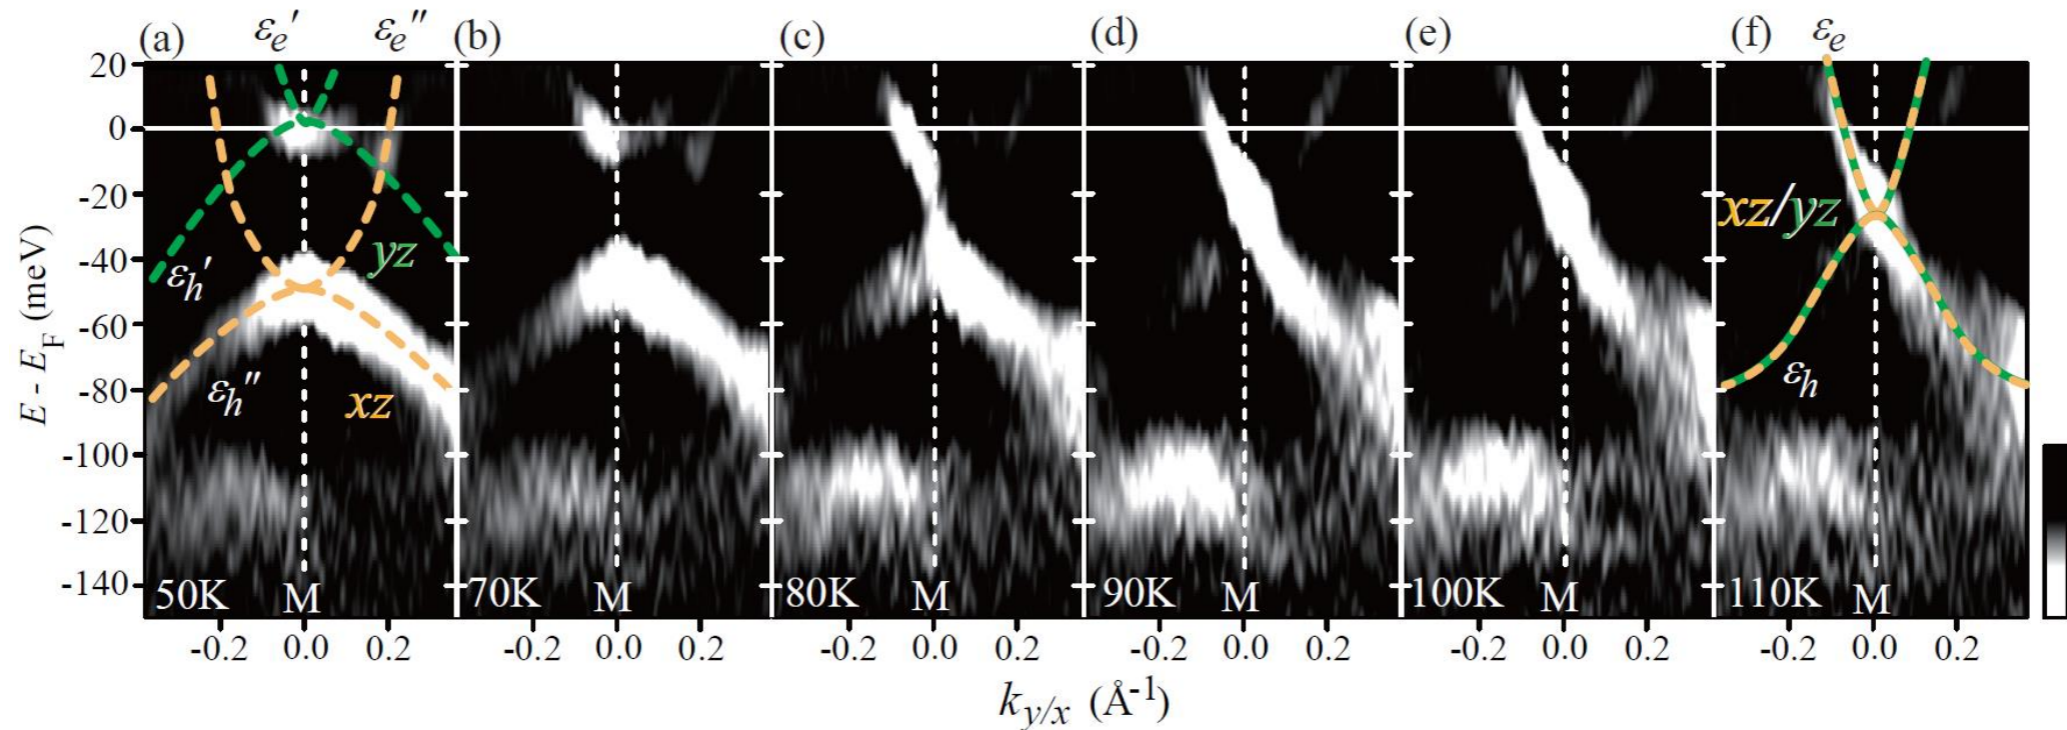 (a) εe′ εe″ (b) (c) (d) (e) (f) εe
20
0
-20
-40
-60
-80
-100
-120
-140
E - EF (meV)
εh′ yz
εh″ xz
xz/yz
εh
50K M 70K M 80K M 90K M 100K M 110K M
-0.2 0.0 0.2 -0.2 0.0 0.2 -0.2 0.0 0.2 -0.2 0.0 0.2 -0.2 0.0 0.2 -0.2 0.0 0.2
ky/x (Å-1)